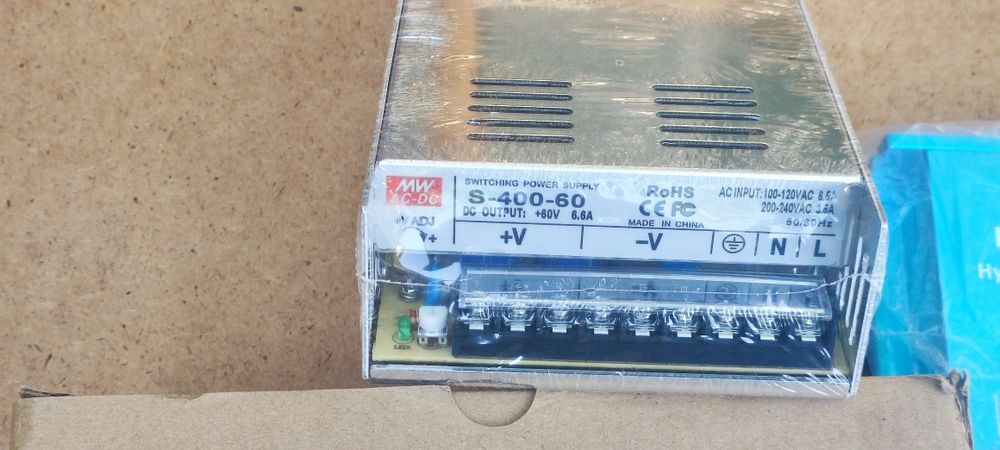 MW
AC-DC
SWITCHING POWER SUPPLY
S-400-60
DC OUTPUT: +60V 6.6A
RoHS
CE FC
MADE IN CHINA
AC INPUT:100-120VAC 6.5A
200-240VAC 3.5A
50/60Hz
ADJ
+V
-V
N
L
Hy